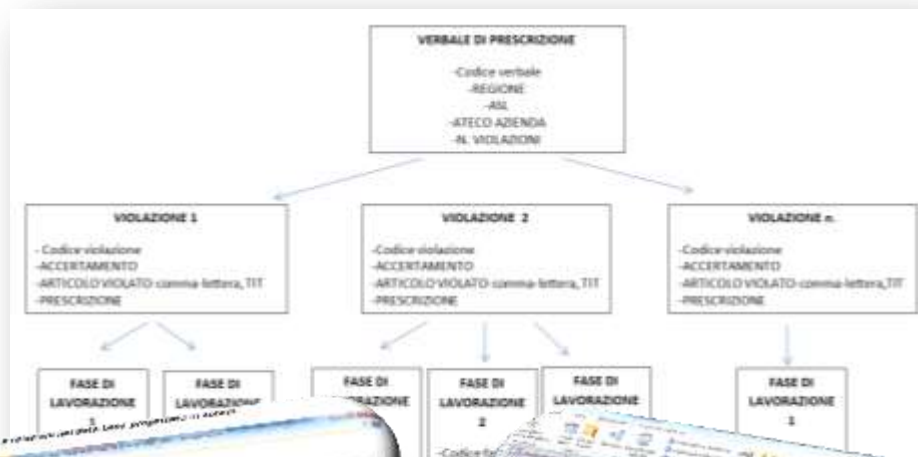 VERBALE DI PRESCRIZIONE
-Codice verbale
-REGIONE
-ASL
-ATECO AZIENDA
-N. VIOLAZIONI
VIOLAZIONE 1
- Codice violazione
-ACCERTAMENTO
-ARTICOLO VIOLATO comma-lettera, TIT
-PRESCRIZIONE
VIOLAZIONE 2
-Codice violazione
-ACCERTAMENTO
-ARTICOLO VIOLATO comma-lettera, TIT
-PRESCRIZIONE
VIOLAZIONE n.
-Codice violazione
-ACCERTAMENTO
-ARTICOLO VIOLATO comma-lettera,TIT
-PRESCRIZIONE
FASE DI
LAVORAZIONE
1
FASE DI
LAVORAZIONE
FASE DI
FASE DI
LAVORAZIONE
2
-Codice
FASE DI
LAVORAZIONE
FASE DI
LAVORAZIONE
1